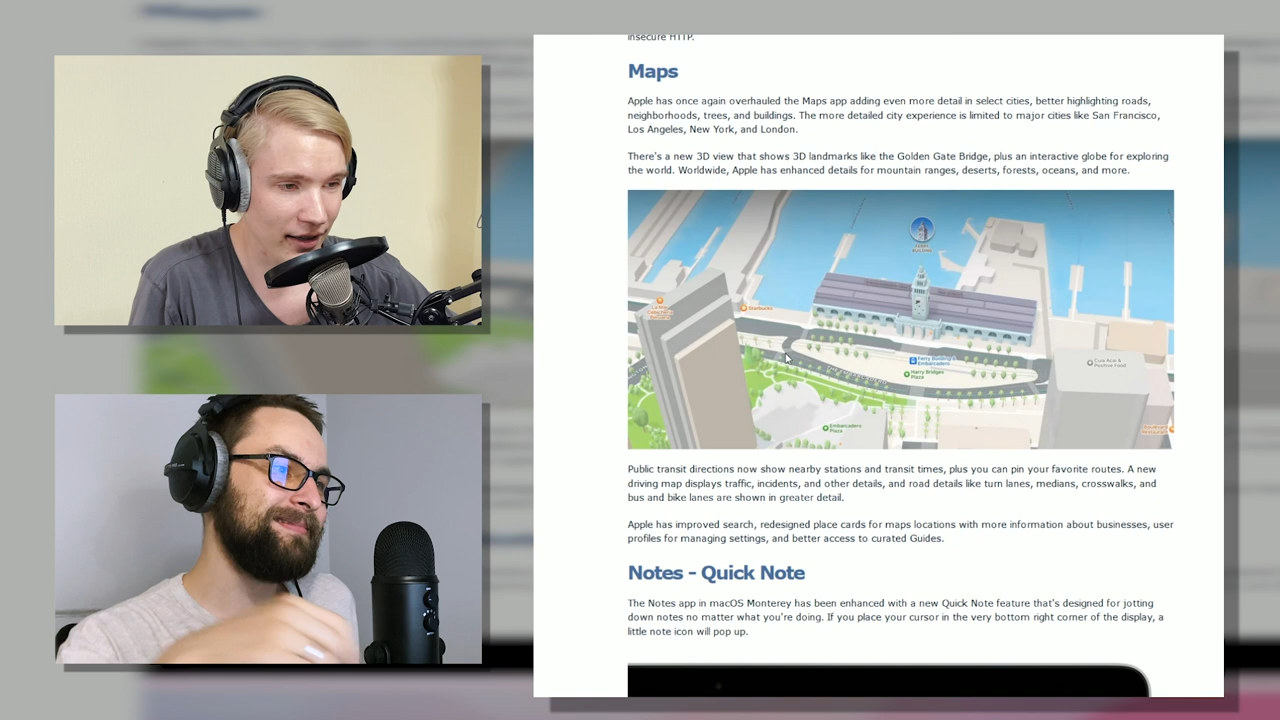 insecure HTTP.
Maps
Apple has once again overhauled the Maps app adding even more detail in select cities, better highlighting roads,
neighborhoods, trees, and buildings. The more detailed city experience is limited to major cities like San Francisco,
Los Angeles, New York, and London.
There's a new 3D view that shows 3D landmarks like the Golden Gate Bridge, plus an interactive globe for exploring
the world. Worldwide, Apple has enhanced details for mountain ranges, deserts, forests, oceans, and more.
FERRY
BUILDING
Starbucks
Ferry Building
Embarcadero
Harry Bridges
Plaza
Embarcadero
Plaza
Public transit directions now show nearby stations and transit times, plus you can pin your favorite routes. A new
driving map displays traffic, incidents, and other details, and road details like turn lanes, medians, crosswalks, and
bus and bike lanes are shown in greater detail.
Apple has improved search, redesigned place cards for maps locations with more information about businesses, user
profiles for managing settings, and better access to curated Guides.
Notes - Quick Note
The Notes app in macOS Monterey has been enhanced with a new Quick Note feature that's designed for jotting
down notes no matter what you're doing. If you place your cursor in the very bottom right corner of the display, a
little note icon will pop up.